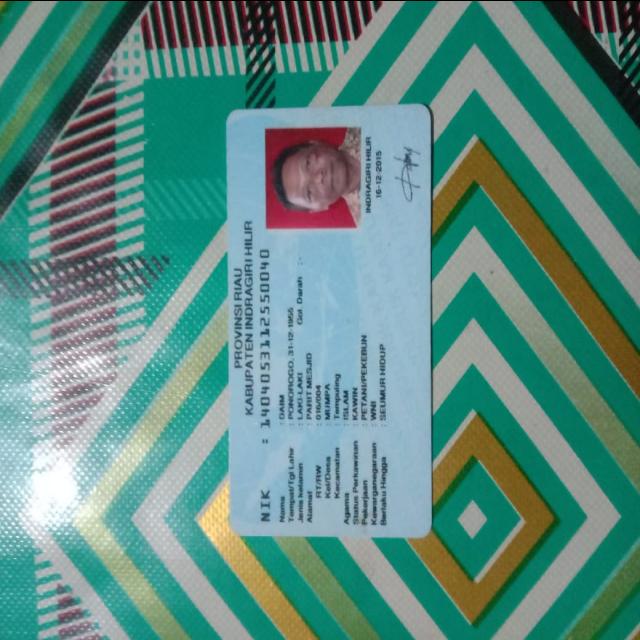 PROVINSI RIAU
KABUPATEN INDRAGIRI HILIR
NIK : 1404053112550040
Nama : DAIM
Tempat/Tgl Lahir : PONOROGO, 31-12-1955
Jenis Kelamin : LAKI-LAKI Gol. Darah : -
Alamat : PARIT MESJID
RT/RW : 016/004
Kel/Desa : MUMPA
Kecamatan : Tempuling
Agama : ISLAM
Status Perkawinan : KAWIN
Pekerjaan : PETANI/PEKEBUN
Kewarganegaraan : WNI
Berlaku Hingga : SEUMUR HIDUP
INDRAGIRI HILIR
16-12-2015